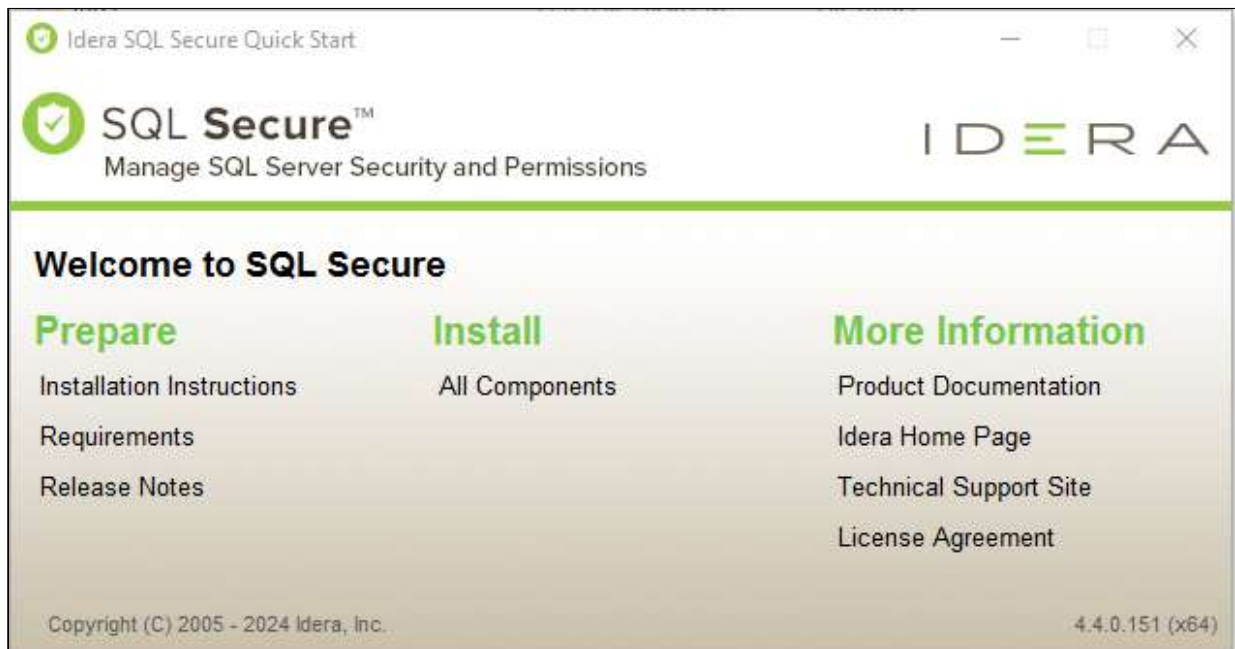 Idera SQL Secure Quick Start
SQL Secure™
Manage SQL Server Security and Permissions
IDERA
Welcome to SQL Secure
Prepare
Installation Instructions
Requirements
Release Notes
Install
All Components
More Information
Product Documentation
Idera Home Page
Technical Support Site
License Agreement
Copyright (C) 2005 - 2024 Idera, Inc.
4.4.0.151 (x64)